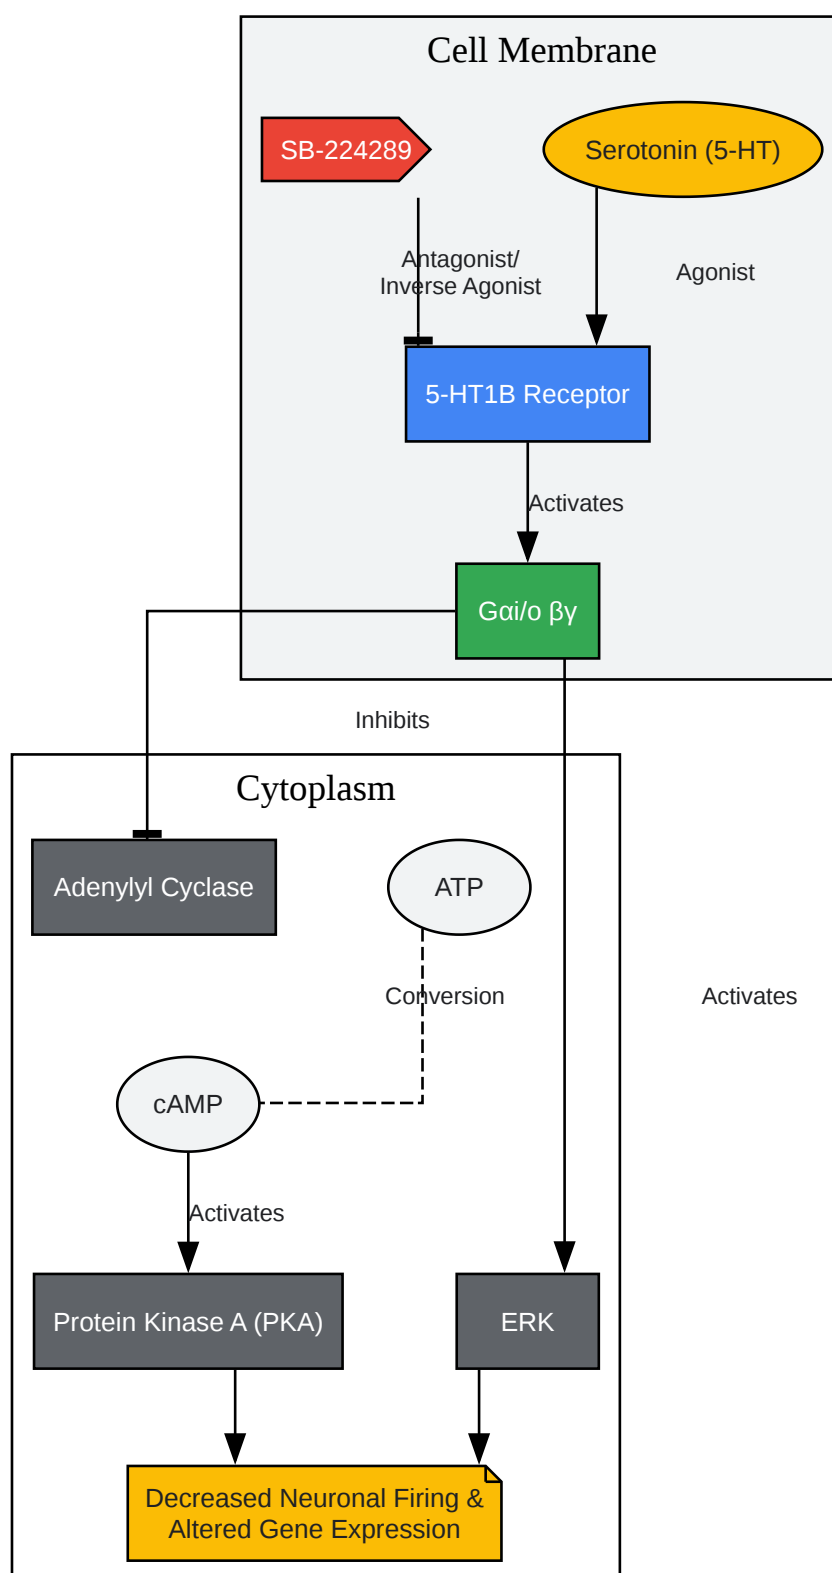 Cell Membrane
SB-224289
Serotonin (5-HT)
Antagonist/
Inverse Agonist
Agonist
5-HT1B Receptor
Activates
Gαi/o βγ
Inhibits
Cytoplasm
Adenylyl Cyclase
ATP
Conversion
Activates
cAMP
Activates
Protein Kinase A (PKA)
ERK
Decreased Neuronal Firing &
Altered Gene Expression